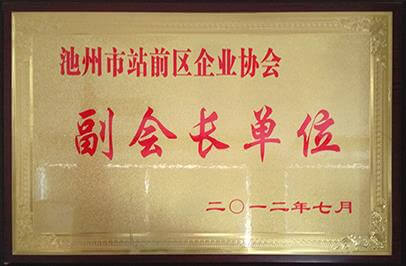 池州市站前区企业协会
副会长单位
二〇一二年七月